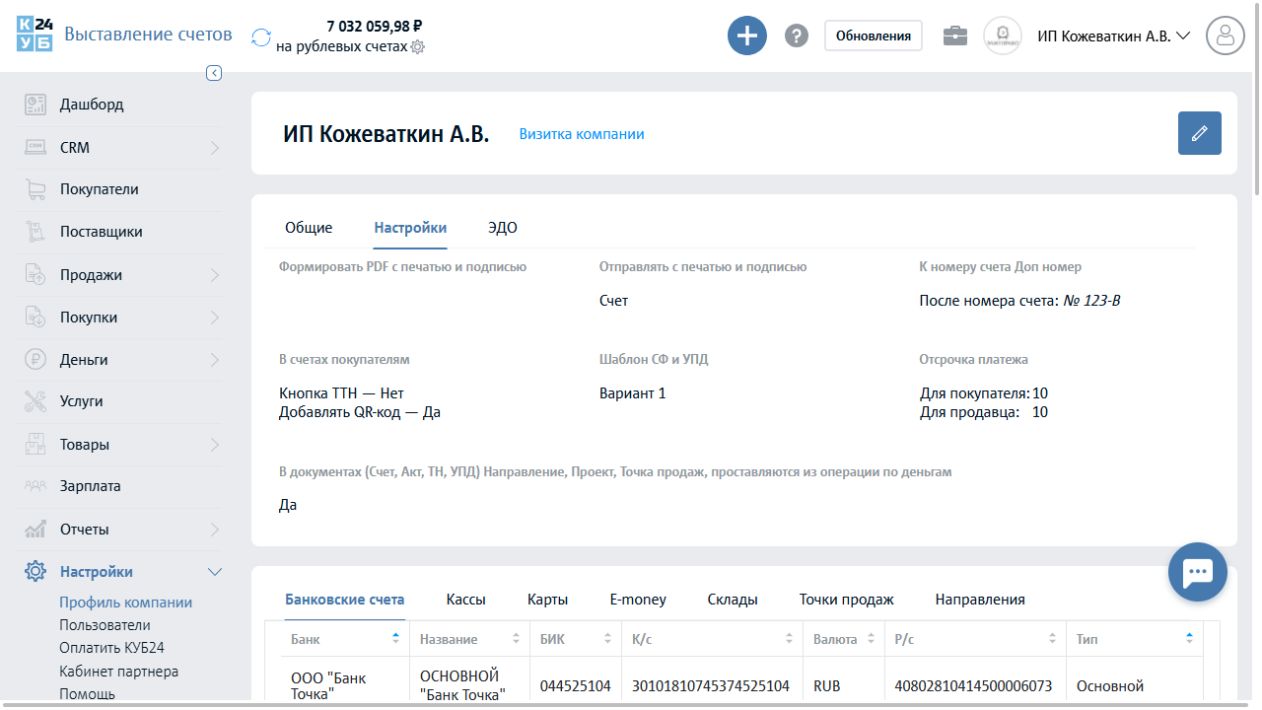 К 24
У Б
Выставление счетов
7 032 059,98 ₽
на рублевых счетах
Обновления
ИП Кожеваткин А.В.
Дашборд
CRM
Покупатели
Поставщики
Продажи
Покупки
Деньги
Услуги
Товары
Зарплата
Отчеты
Настройки
Профиль компании
Пользователи
Оплатить КУБ24
Кабинет партнера
Помощь
ИП Кожеваткин А.В. Визитка компании
Общие Настройки ЭДО
Формировать PDF с печатью и подписью Отправлять с печатью и подписью К номеру счета Доп номер
Счет После номера счета: № 123-В
В счетах покупателям Шаблон СФ и УПД Отсрочка платежа
Кнопка ТТН — Нет Вариант 1 Для покупателя: 10
Добавлять QR-код — Да Для продавца: 10
В документах (Счет, Акт, ТН, УПД) Направление, Проект, Точка продаж, проставляются из операции по деньгам
Да
Банковские счета Кассы Карты E-money Склады Точки продаж Направления
Банк Название БИК К/с Валюта Р/с Тип
ООО "Банк Точка" ОСНОВНОЙ "Банк Точка" 044525104 30101810745374525104 RUB 40802810414500006073 Основной